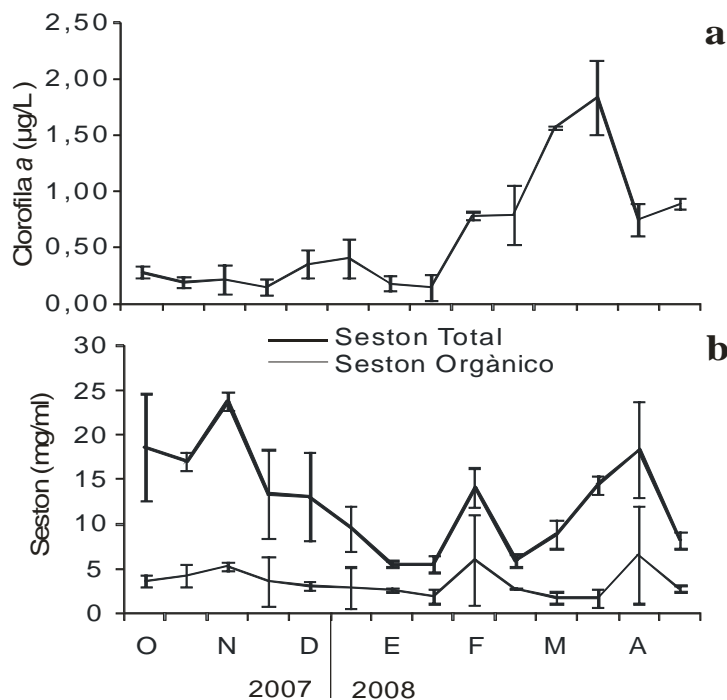 a
Clorofila a (µg/L)
2,50
2,00
1,50
1,00
0,50
0,00
b
Seston Total
Seston Orgànico
Seston (mg/ml)
30
25
20
15
10
5
0
O N D E F M A
2007 2008